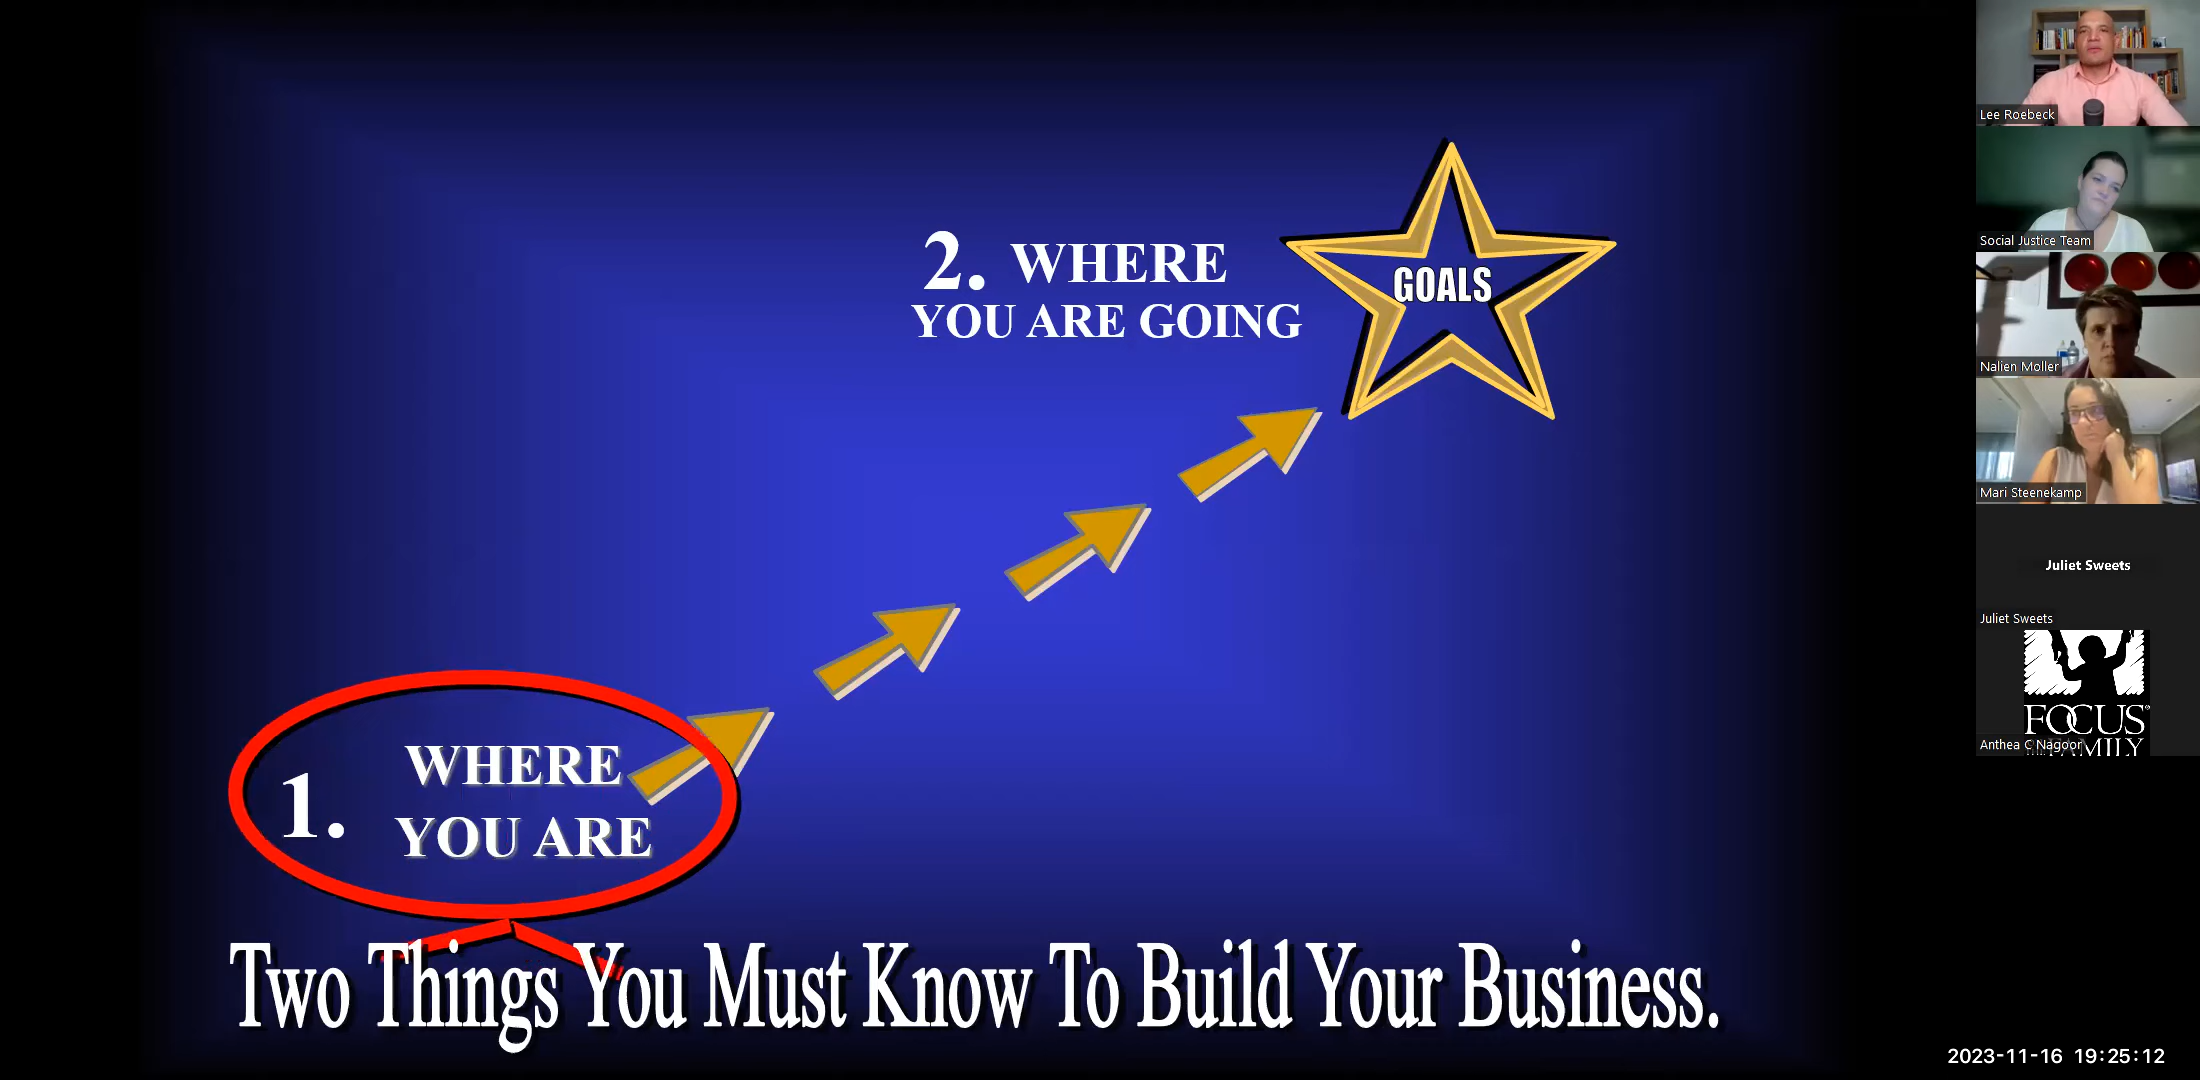 2. WHERE
YOU ARE GOING
GOALS
1. WHERE
YOU ARE
Two Things You Must Know To Build Your Business.
Lee Roebeck
Social Justice Team
Nalien Moller
Mari Steenekamp
Juliet Sweets
Juliet Sweets
FOCUS
FAMILY
Anthea C Nagoor
2023-11-16 19:25:12